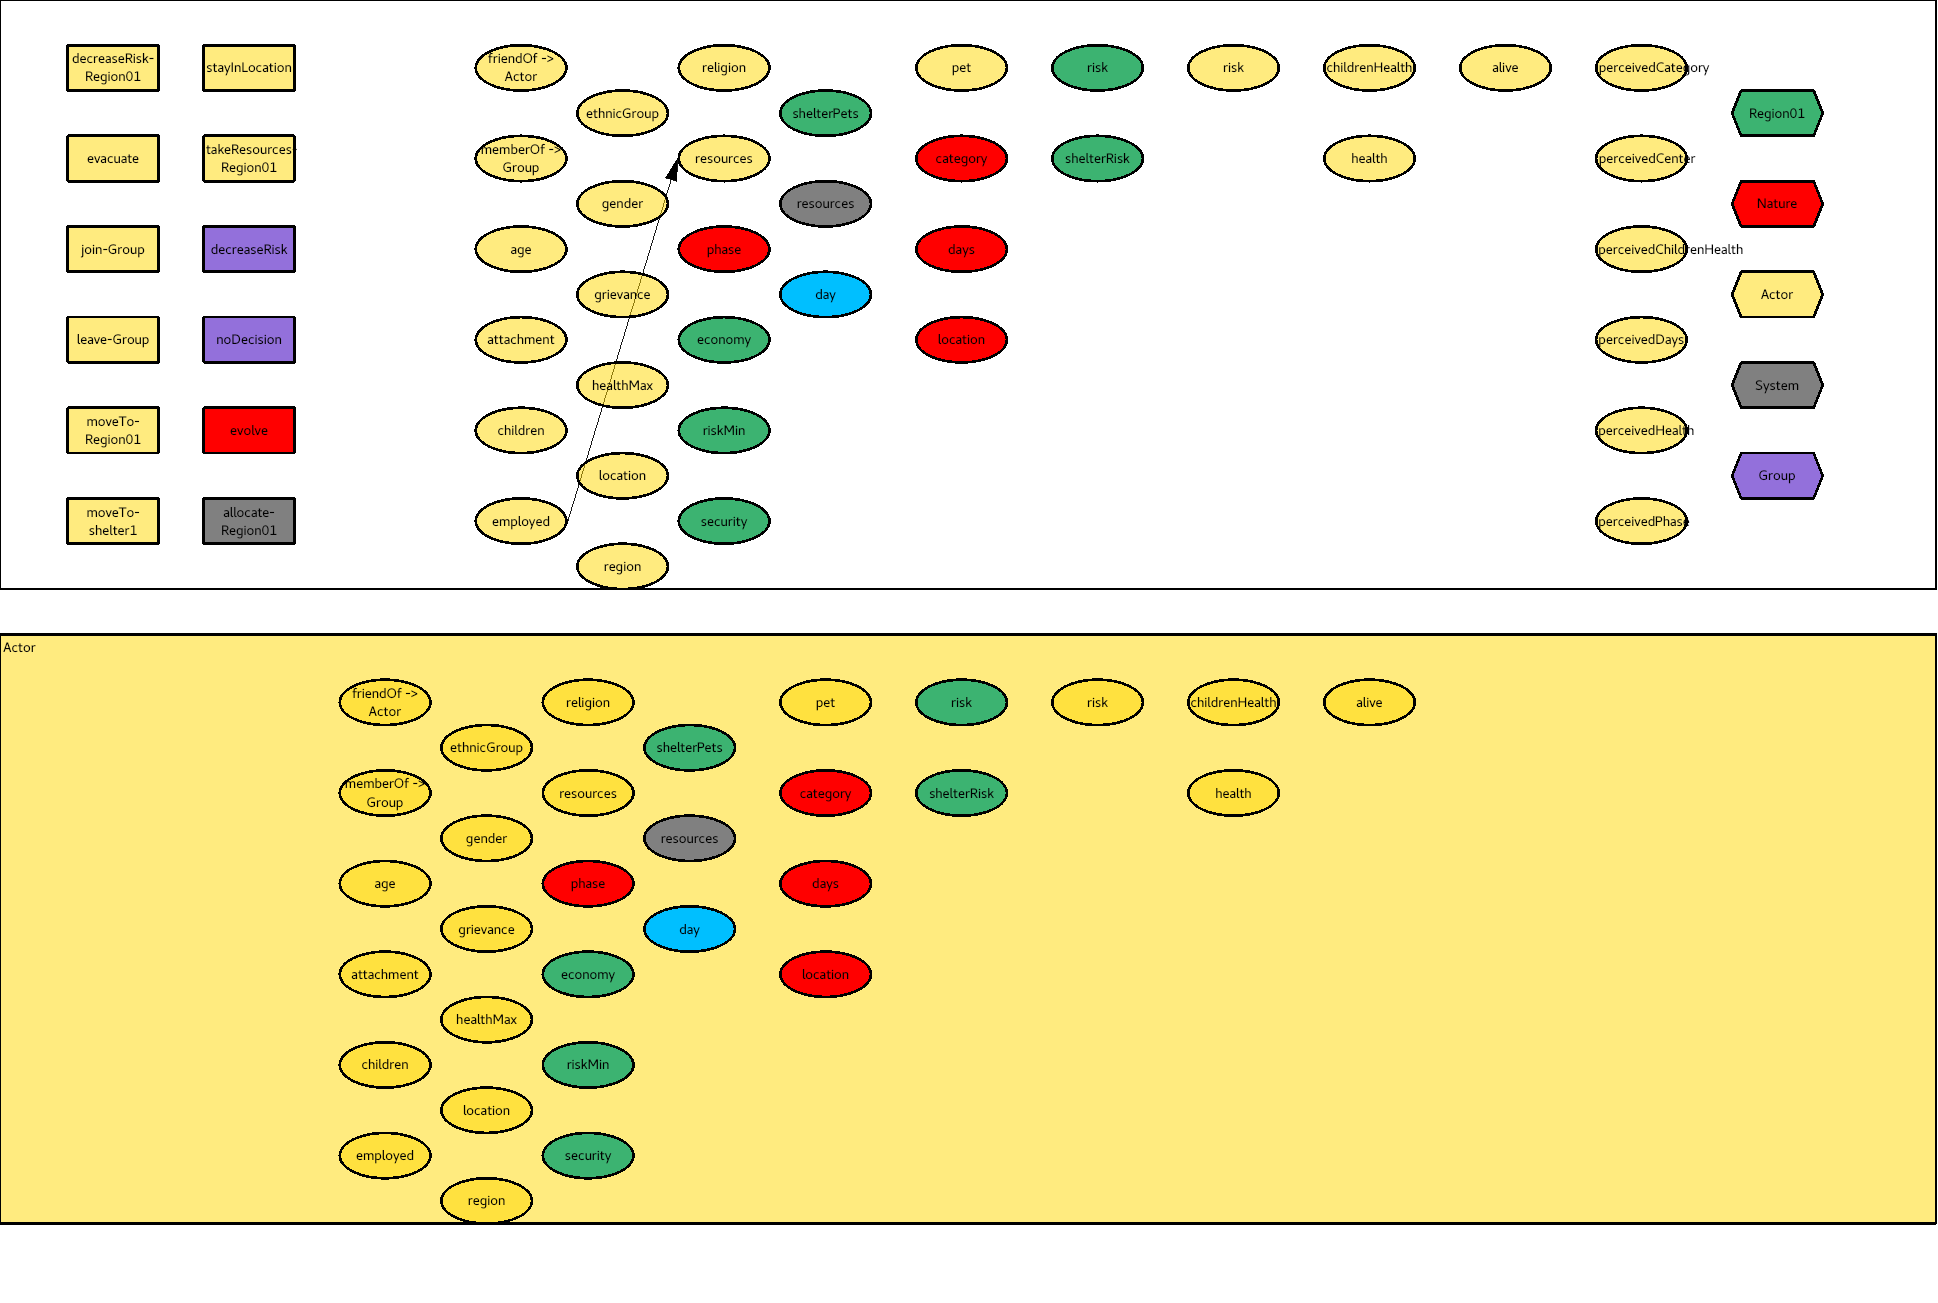 decreaseRisk-
Region01
stayInLocation
friendOf ->
Actor
religion
pet
risk
risk
childrenHealth
alive
perceivedCategory
ethnicGroup
shelterPets
Region01
evacuate
takeResources-
Region01
memberOf ->
Group
resources
category
shelterRisk
health
perceivedCenter
gender
resources
Nature
join-Group
decreaseRisk
age
phase
days
perceivedChildrenHealth
grievance
day
Actor
leave-Group
noDecision
attachment
economy
location
perceivedDays
healthMax
System
moveTo-
Region01
evolve
children
riskMin
perceivedHealth
location
Group
moveTo-
shelter1
allocate-
Region01
employed
security
perceivedPhase
region
Actor
friendOf ->
Actor
religion
pet
risk
risk
childrenHealth
alive
ethnicGroup
shelterPets
memberOf ->
Group
resources
category
shelterRisk
health
gender
resources
age
phase
days
grievance
day
attachment
economy
location
healthMax
children
riskMin
location
employed
security
region